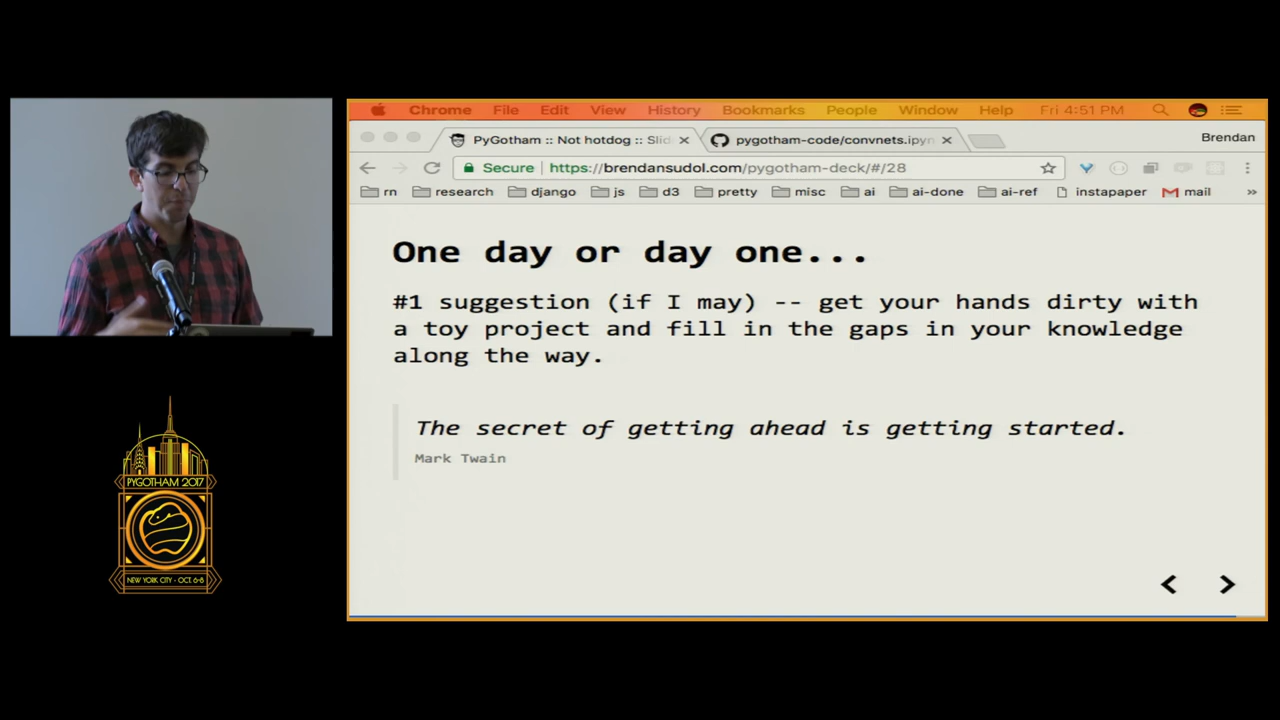 Chrome File Edit View History Bookmarks People Window Help Fri 4:51 PM
PyGotham :: Not hotdog :: Slid pygotham-code/convnets.ipyn Brendan
Secure https://brendansudol.com/pygotham-deck/#/28
rn research django js d3 pretty misc ai ai-done ai-ref instapaper mail »
One day or day one...
#1 suggestion (if I may) -- get your hands dirty with
a toy project and fill in the gaps in your knowledge
along the way.
The secret of getting ahead is getting started.
Mark Twain
PYGOTHAM 2017
NEW YORK CITY - OCT. 6-8